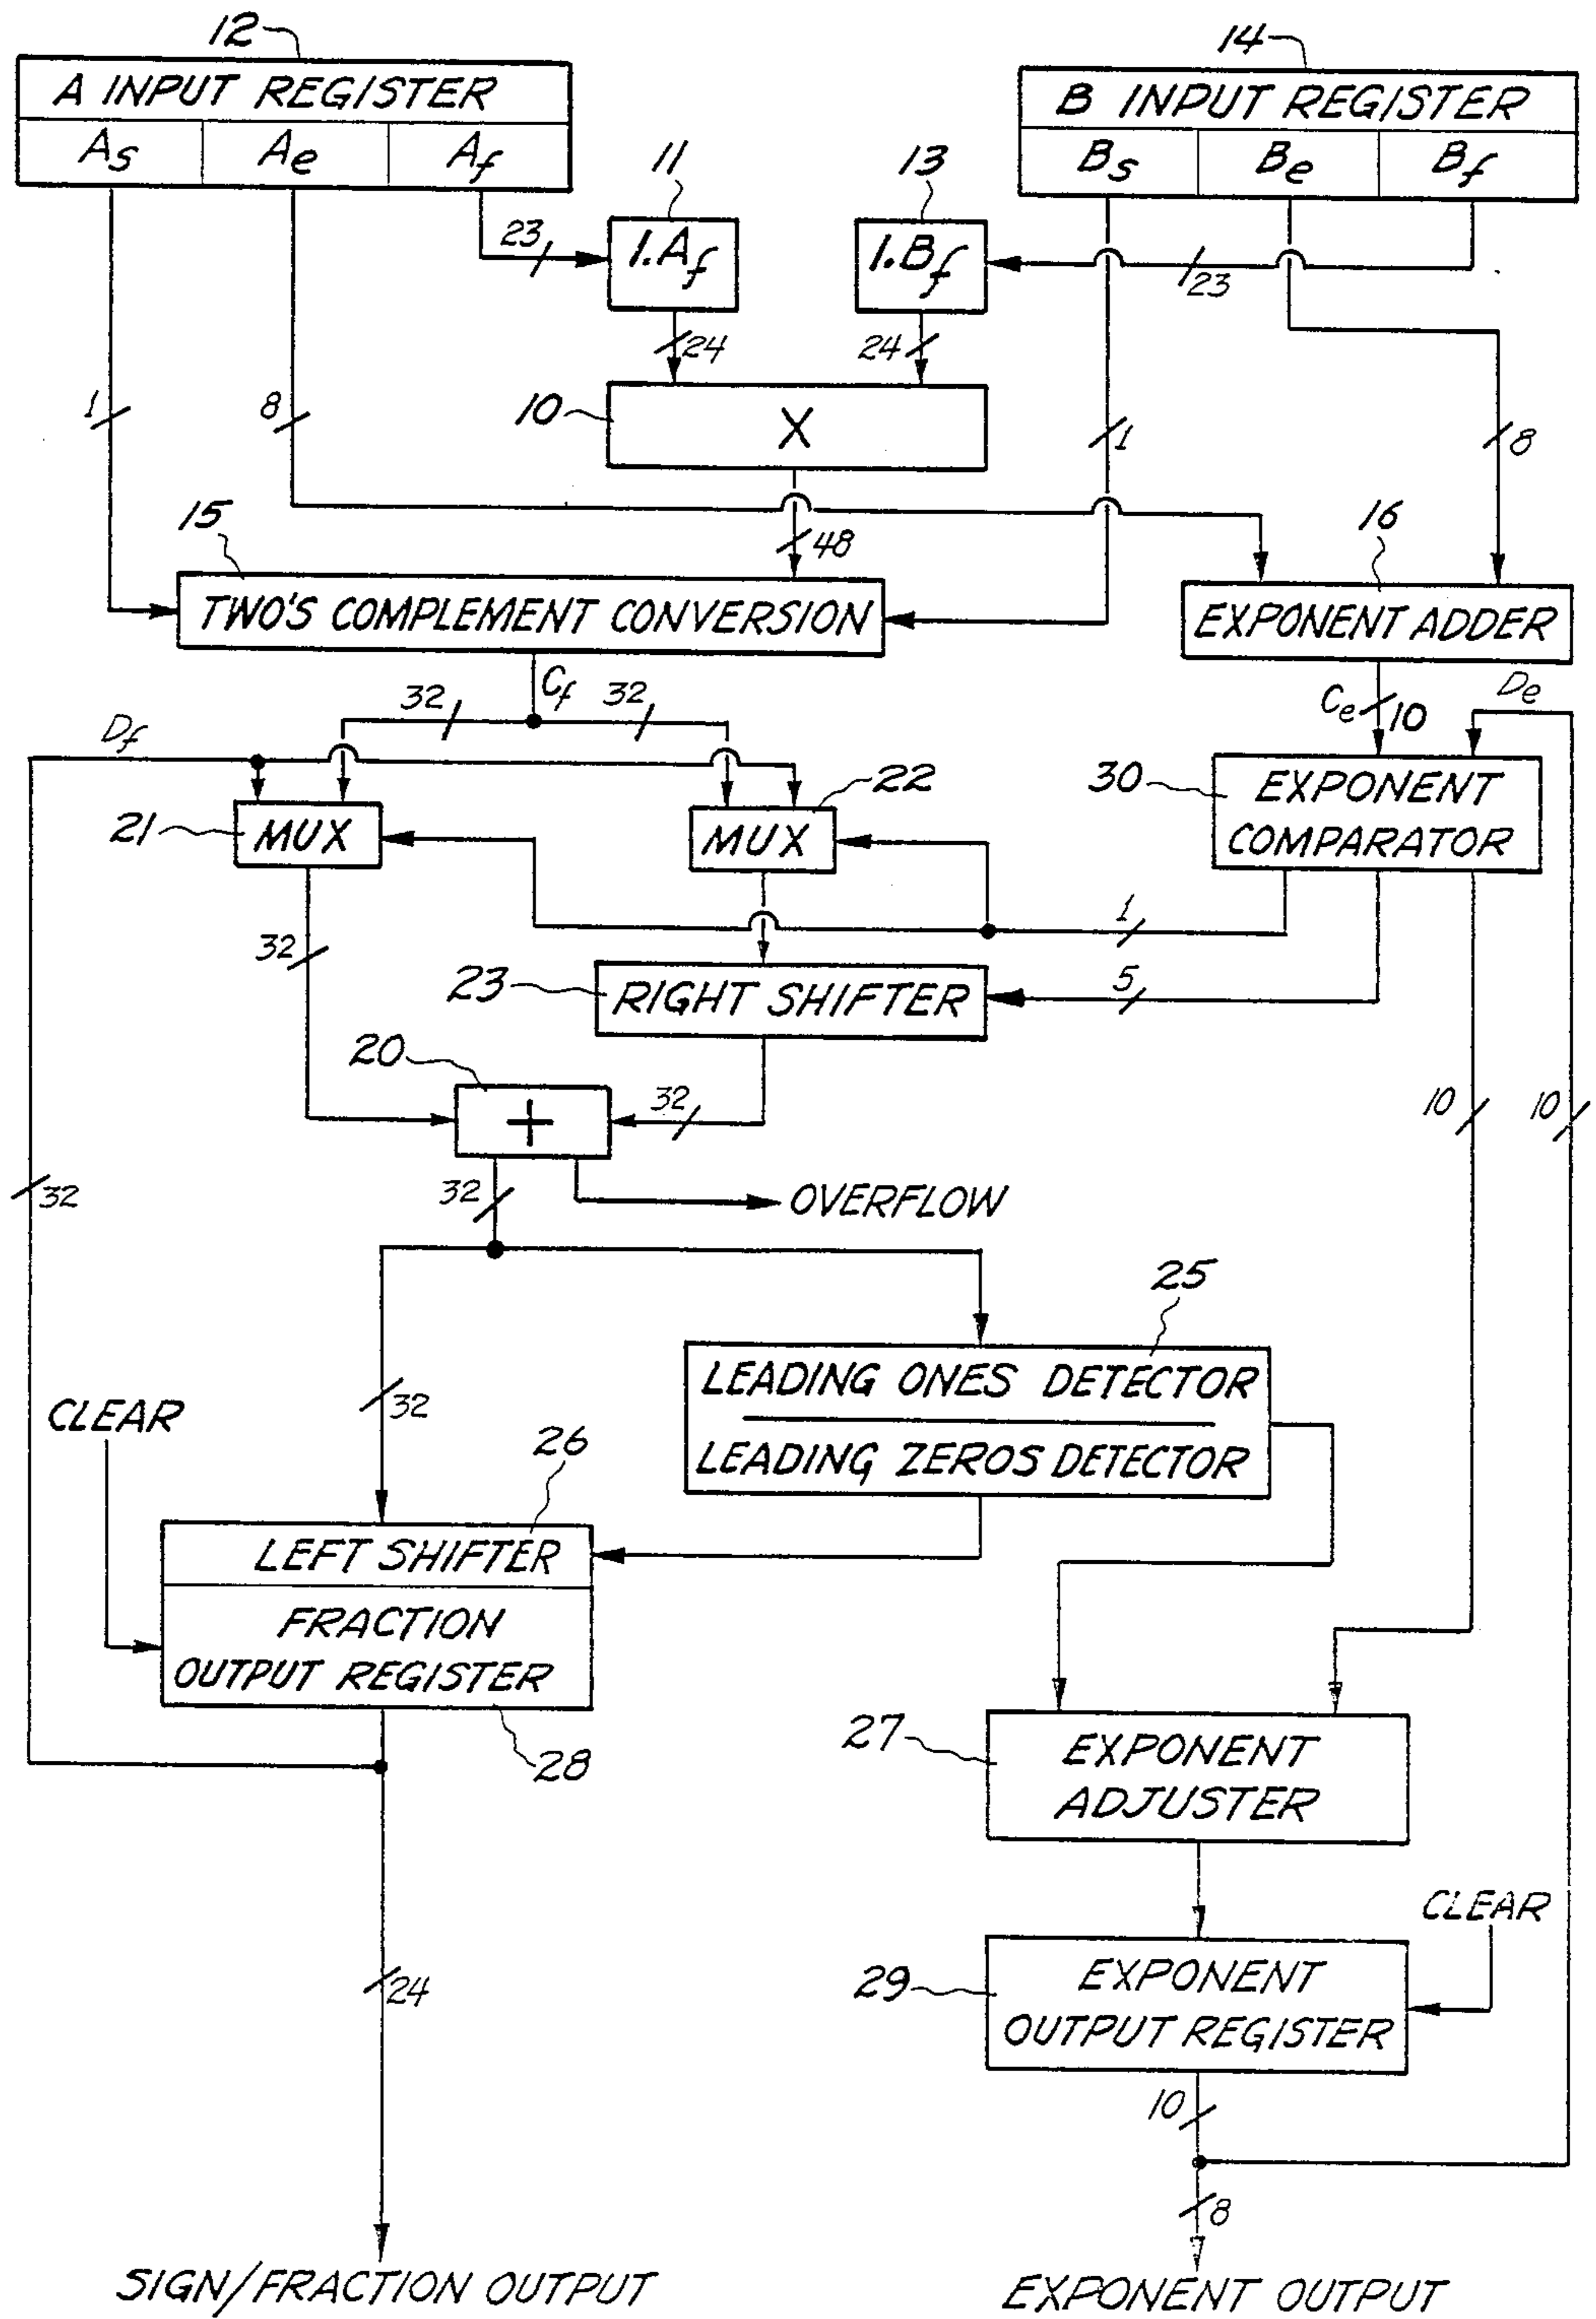 12
14
A INPUT REGISTER
B INPUT REGISTER
As Ae Af
Bs Be Bf
11
13
23
1.Af
1.Bf
23
24
24
1
8
10
X
1
8
15
48
16
TWO'S COMPLEMENT CONVERSION
EXPONENT ADDER
Cf
32
32
Df
Ce
10
De
22
30
EXPONENT
COMPARATOR
21
MUX
MUX
1
32
23
RIGHT SHIFTER
5
20
+
32
10
10
32
32
OVERFLOW
25
LEADING ONES DETECTOR
LEADING ZEROS DETECTOR
32
CLEAR
26
LEFT SHIFTER
FRACTION
OUTPUT REGISTER
28
27
EXPONENT
ADJUSTER
CLEAR
24
29
EXPONENT
OUTPUT REGISTER
10
8
SIGN/FRACTION OUTPUT
EXPONENT OUTPUT